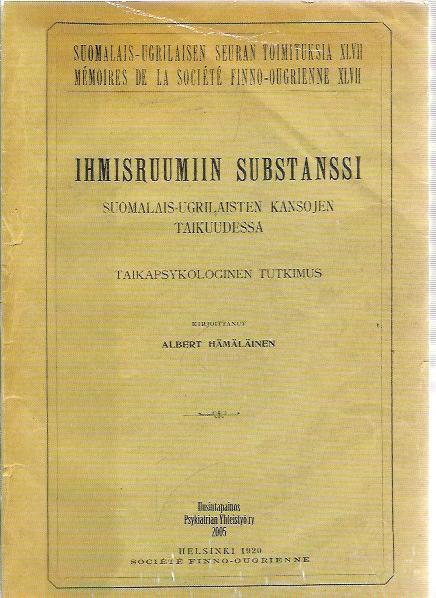 SUOMALAIS-UGRILAISEN SEURAN TOIMITUKSIA XLVII
MÉMOIRES DE LA SOCIÉTÉ FINNO-OUGRIENNE XLVII
IHMISRUUMIIN SUBSTANSSI
SUOMALAIS-UGRILAISTEN KANSOJEN
TAIKUUDESSA
TAIKAPSYKOLOGINEN TUTKIMUS
KIRJOITTANUT
ALBERT HÄMÄLÄINEN
Uusintapainos
Psykiatrian Yhteistyö ry
2005
HELSINKI 1920
SOCIÉTÉ FINNO-OUGRIENNE